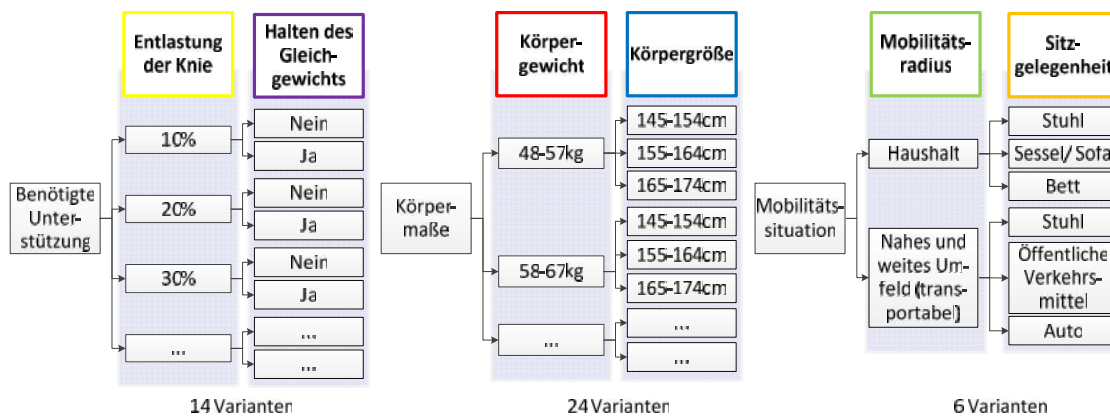 Entlastung
der Knie
Halten des
Gleich-
gewichts
10%
Nein
Ja
Benötigte
Unter-
stützung
20%
Nein
Ja
30%
Nein
Ja
...
...
...
14 Varianten
Körper-
gewicht
Körpergröße
145-154cm
48-57kg
155-164cm
165-174cm
Körper-
maße
145-154cm
58-67kg
155-164cm
165-174cm
...
...
...
24 Varianten
Mobilitäts-
radius
Sitz-
gelegenheit
Stuhl
Haushalt
Sessel/ Sofa
Bett
Mobilitäts-
situation
Stuhl
Nahes und
weites Um-
feld (trans-
portabel)
Öffentliche
Verkehrs-
mittel
Auto
6 Varianten